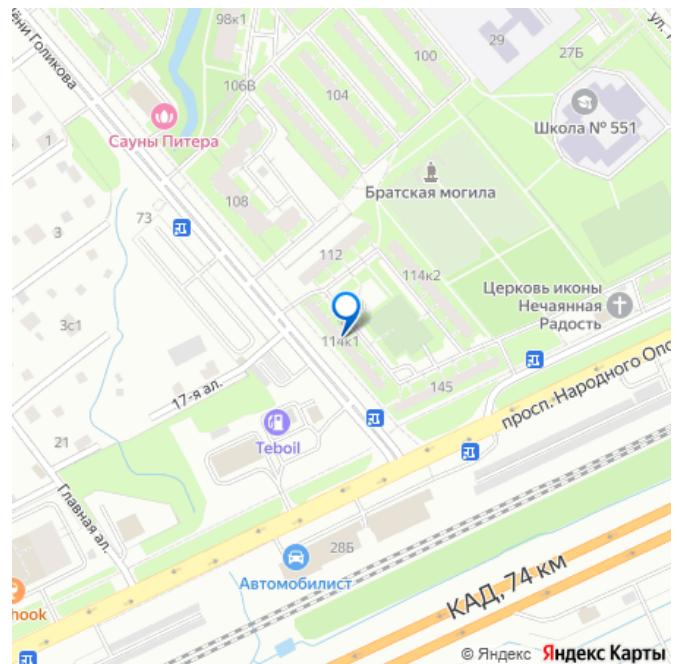 98к1
29
27Б
ул.
ени Голикова
106В
100
104
Сауны Питера
Школа № 551
1
Братская могила
108
73
3
112
114к2
Церковь иконы
Нечаянная
Радость
3с1
114к1
145
17-я ал.
просп. Народного Опо
Teboil
21
Главная ал.
28Б
КАД, 74 км
Автомобилист
hook
© Яндекс Яндекс Карты